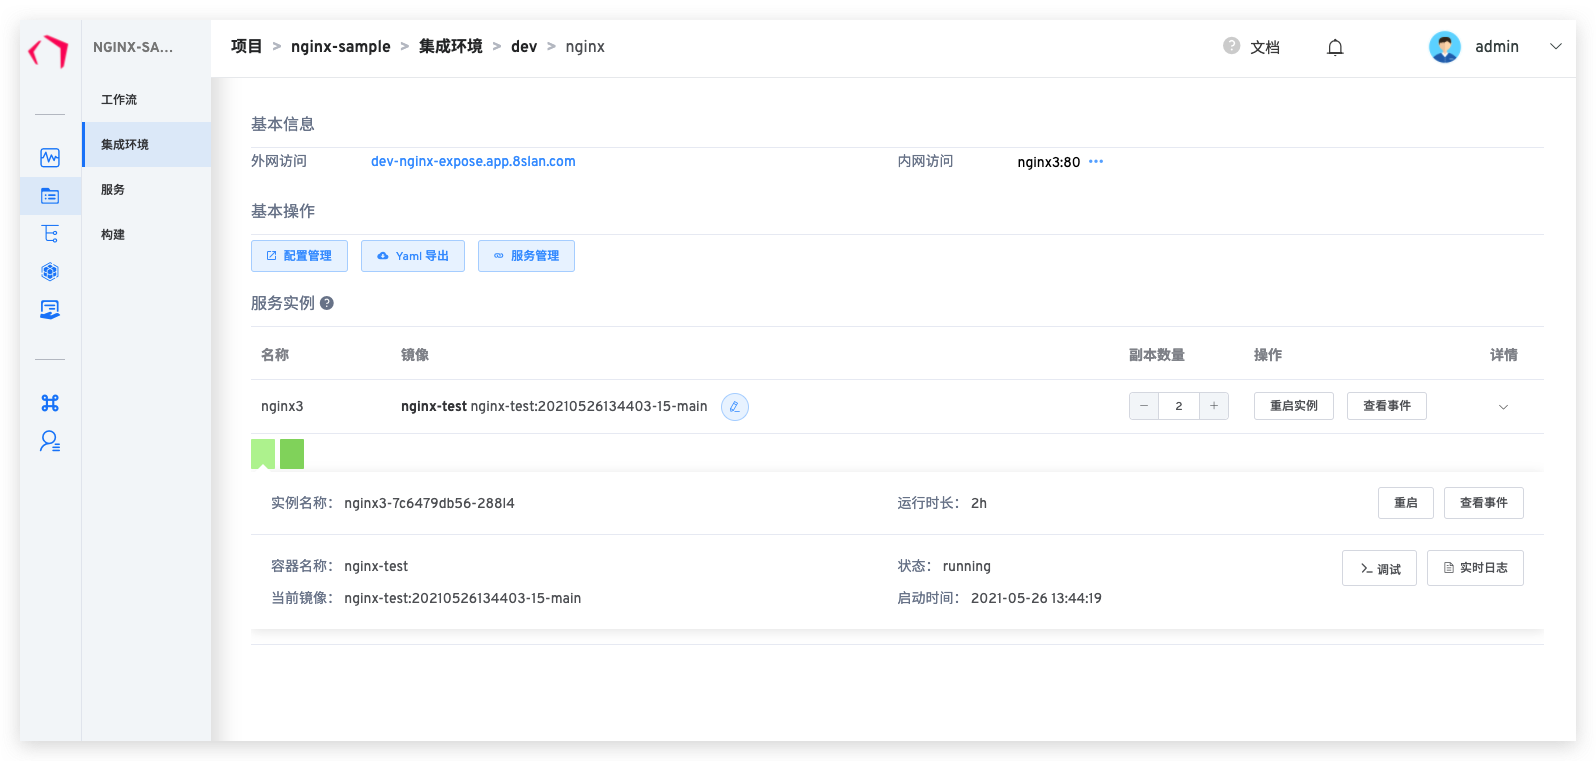 NGINX-SA...
项目 > nginx-sample > 集成环境 > dev > nginx
文档
admin
工作流
集成环境
服务
构建
基本信息
外网访问 dev-nginx-expose.app.8slan.com 内网访问 nginx3:80 ···
基本操作
配置管理 Yaml 导出 服务管理
服务实例
名称 镜像 副本数量 操作 详情
nginx3 nginx-test nginx-test:20210526134403-15-main − 2 + 重启实例 查看事件
实例名称： nginx3-7c6479db56-288l4 运行时长： 2h 重启 查看事件
容器名称： nginx-test 状态： running 调试 实时日志
当前镜像： nginx-test:20210526134403-15-main 启动时间： 2021-05-26 13:44:19